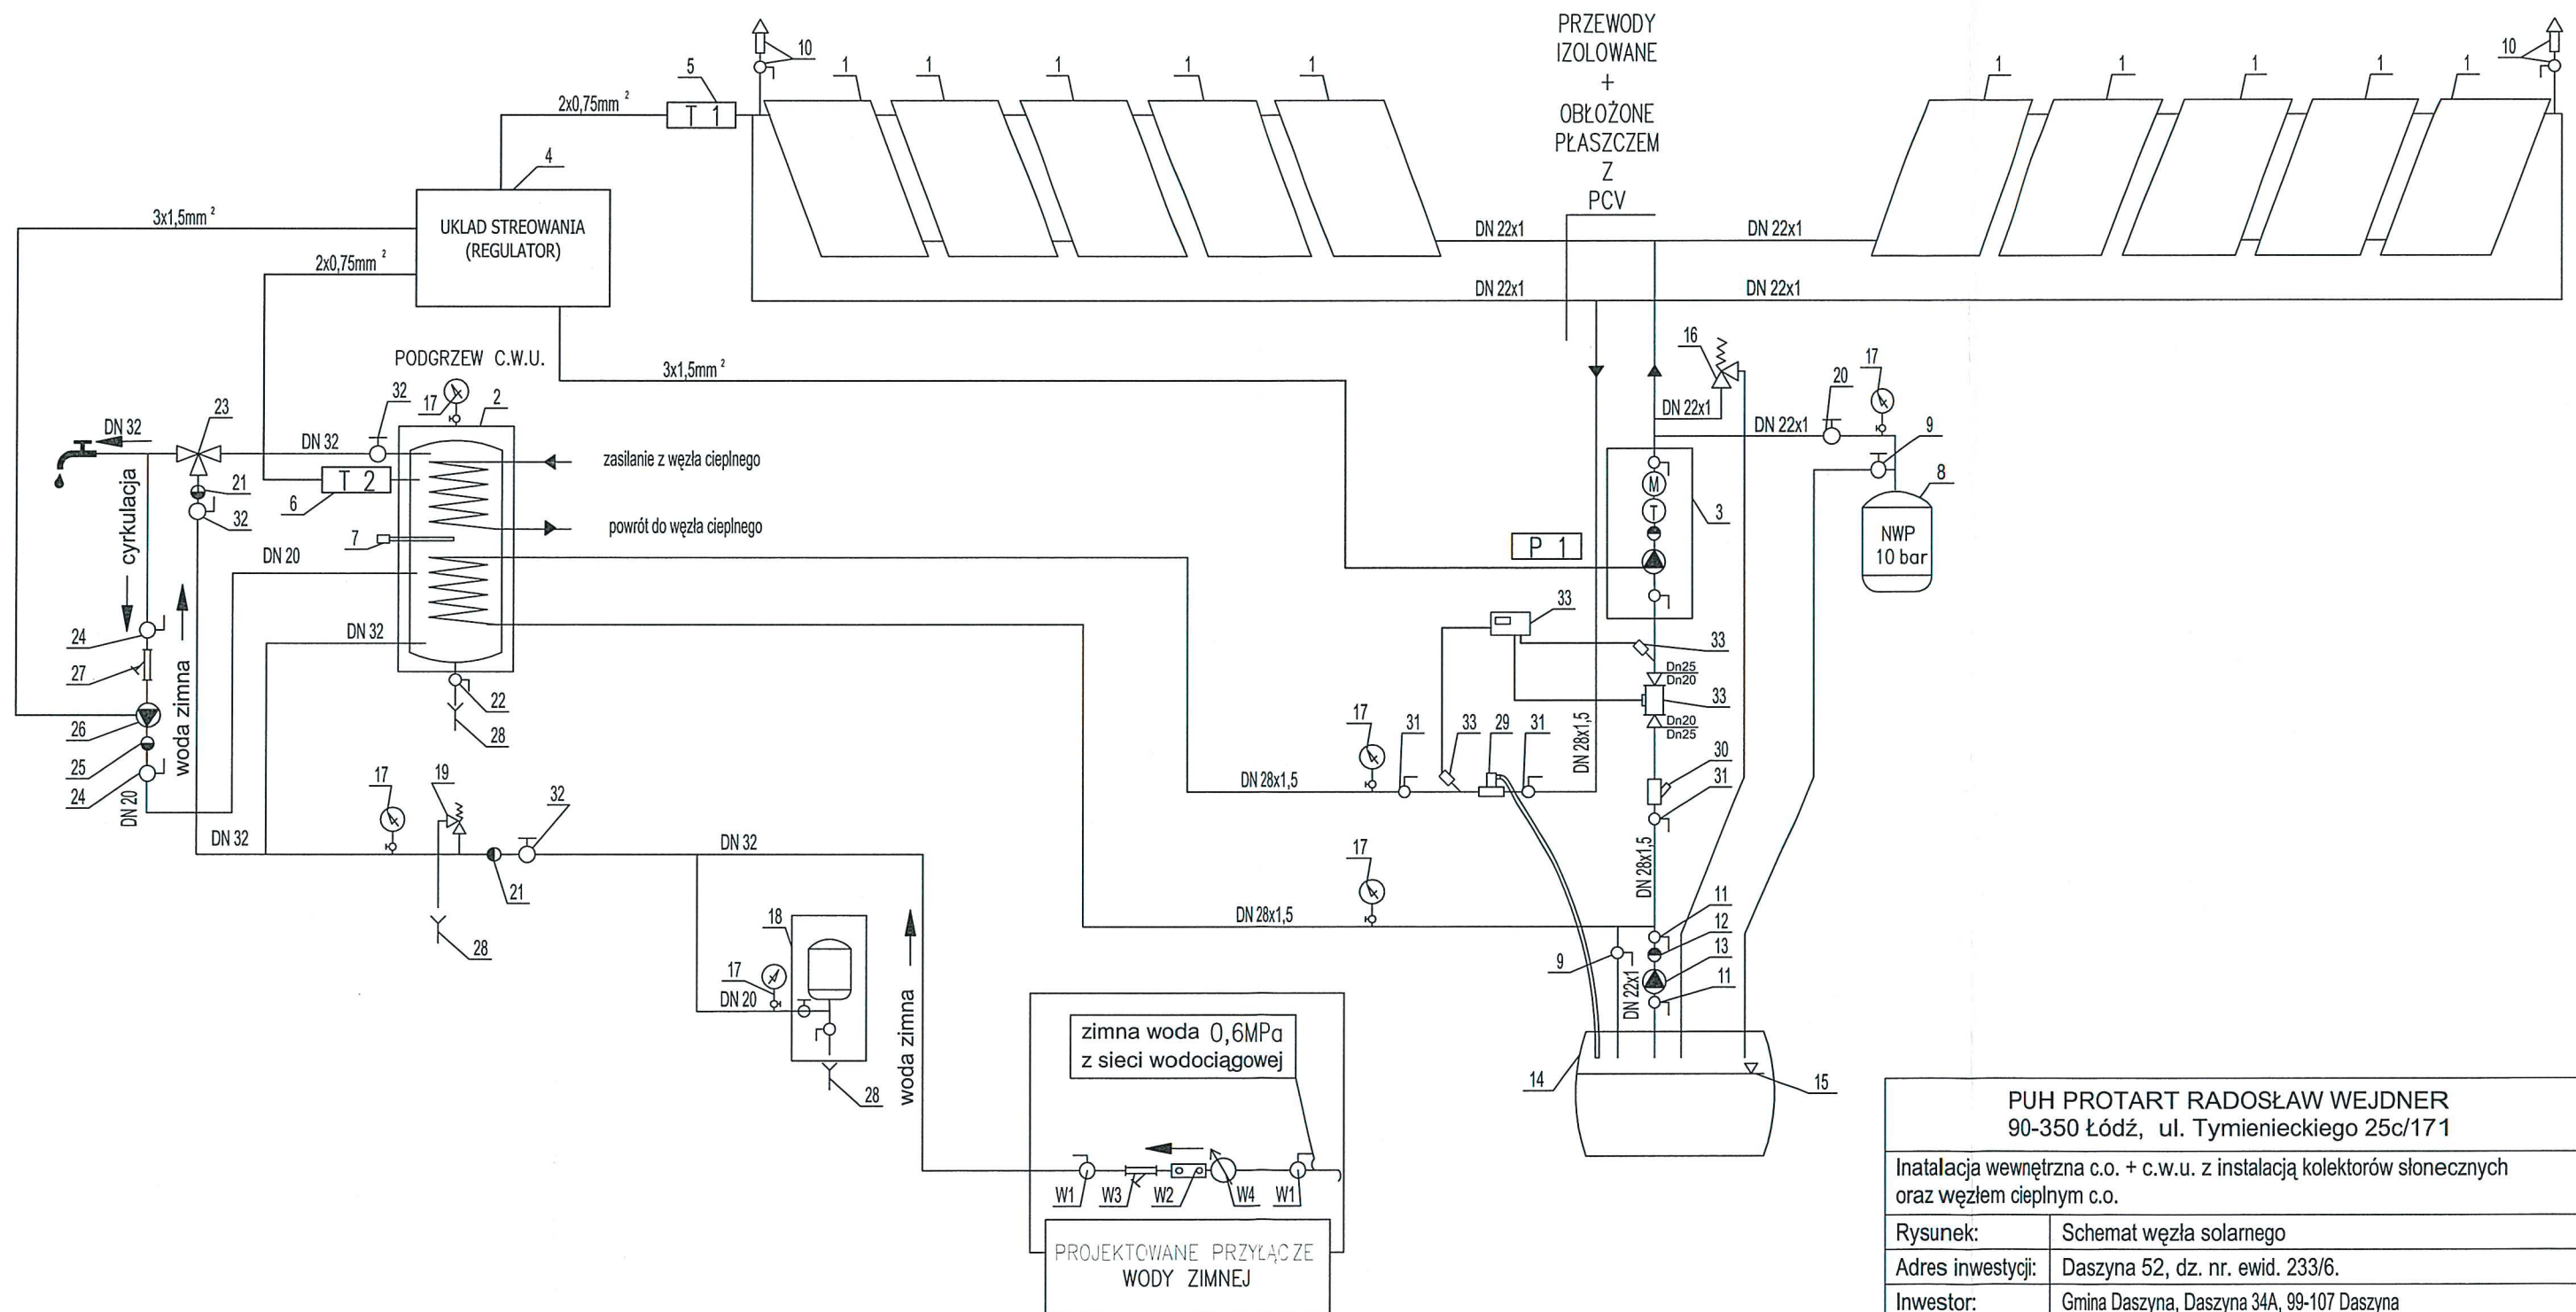 PRZEWODY
IZOLOWANE
+
OBŁOŻONE
PŁASZCZEM
Z
PCV
10
5
1
1
1
1
1
1
1
1
1
1
10
2x0,75mm²
T 1
4
UKLAD STREOWANIA
(REGULATOR)
3x1,5mm²
2x0,75mm²
DN 22x1
DN 22x1
DN 22x1
DN 22x1
PODGRZEW C.W.U.
3x1,5mm²
16
17
20
DN 22x1
DN 22x1
9
8
NWP
10 bar
23
32
17
2
DN 32
DN 32
zasilanie z węzła cieplnego
21
T 2
6
32
cyrkulacja
7
powrót do węzła cieplnego
M
T
3
P 1
DN 20
DN 32
24
27
26
25
24
DN 20
woda zimna
22
28
33
33
Dn25
Dn20
33
Dn20
Dn25
17
31
33
29
31
DN 28x1,5
DN 28x1,5
30
31
17
19
32
DN 32
DN 32
21
28
17
DN 28x1,5
DN 28x1,5
11
12
13
11
9
DN 22x1
18
17
DN 20
28
woda zimna
zimna woda 0,6MPa
z sieci wodociągowej
14
15
W1
W3
W2
W4
W1
PROJEKTOWANE PRZYŁĄCZE
WODY ZIMNEJ
PUH PROTART RADOSŁAW WEJDNER
90-350 Łódź, ul. Tymienieckiego 25c/171
Inatalacja wewnętrzna c.o. + c.w.u. z instalacją kolektorów słonecznych
oraz węzłem cieplnym c.o.
Rysunek: Schemat węzła solarnego
Adres inwestycji: Daszyna 52, dz. nr. ewid. 233/6.
Inwestor: Gmina Daszyna, Daszyna 34A, 99-107 Daszyna